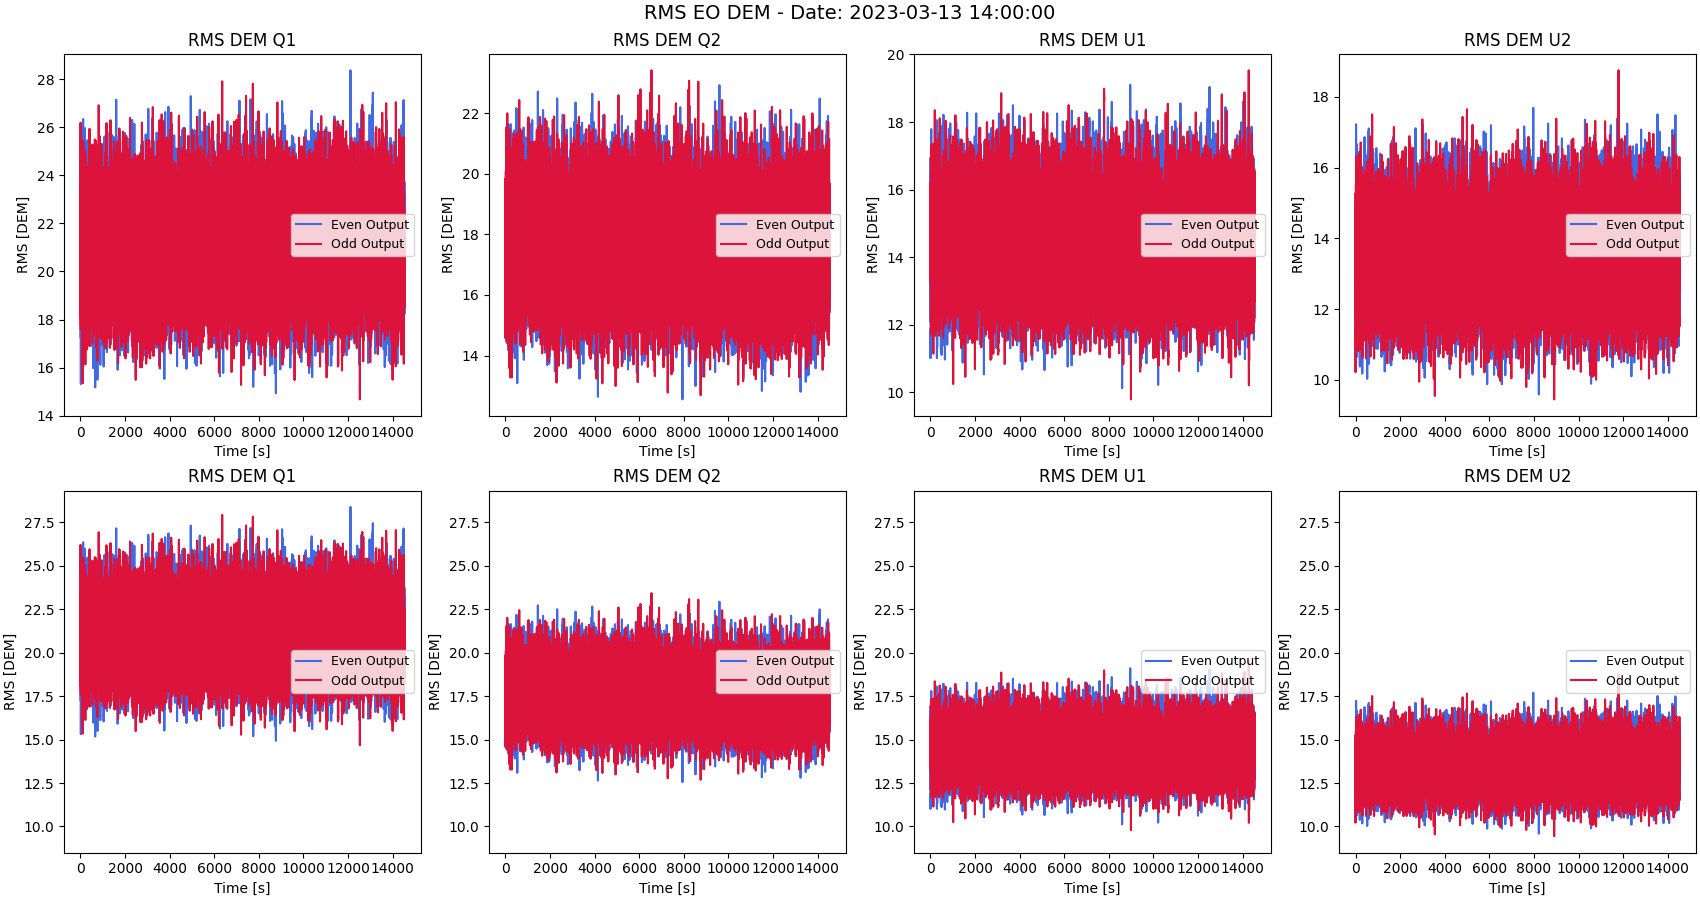 RMS EO DEM - Date: 2023-03-13 14:00:00
RMS DEM Q1
RMS [DEM]
28
26
24
22
20
18
16
14
Even Output
Odd Output
0 2000 4000 6000 8000 10000 12000 14000
Time [s]
RMS DEM Q2
RMS [DEM]
22
20
18
16
14
Even Output
Odd Output
0 2000 4000 6000 8000 10000 12000 14000
Time [s]
RMS DEM U1
RMS [DEM]
20
18
16
14
12
10
Even Output
Odd Output
0 2000 4000 6000 8000 10000 12000 14000
Time [s]
RMS DEM U2
RMS [DEM]
18
16
14
12
10
Even Output
Odd Output
0 2000 4000 6000 8000 10000 12000 14000
Time [s]
RMS DEM Q1
RMS [DEM]
27.5
25.0
22.5
20.0
17.5
15.0
12.5
10.0
Even Output
Odd Output
0 2000 4000 6000 8000 10000 12000 14000
Time [s]
RMS DEM Q2
RMS [DEM]
27.5
25.0
22.5
20.0
17.5
15.0
12.5
10.0
Even Output
Odd Output
0 2000 4000 6000 8000 10000 12000 14000
Time [s]
RMS DEM U1
RMS [DEM]
27.5
25.0
22.5
20.0
17.5
15.0
12.5
10.0
Even Output
Odd Output
0 2000 4000 6000 8000 10000 12000 14000
Time [s]
RMS DEM U2
RMS [DEM]
27.5
25.0
22.5
20.0
17.5
15.0
12.5
10.0
Even Output
Odd Output
0 2000 4000 6000 8000 10000 12000 14000
Time [s]